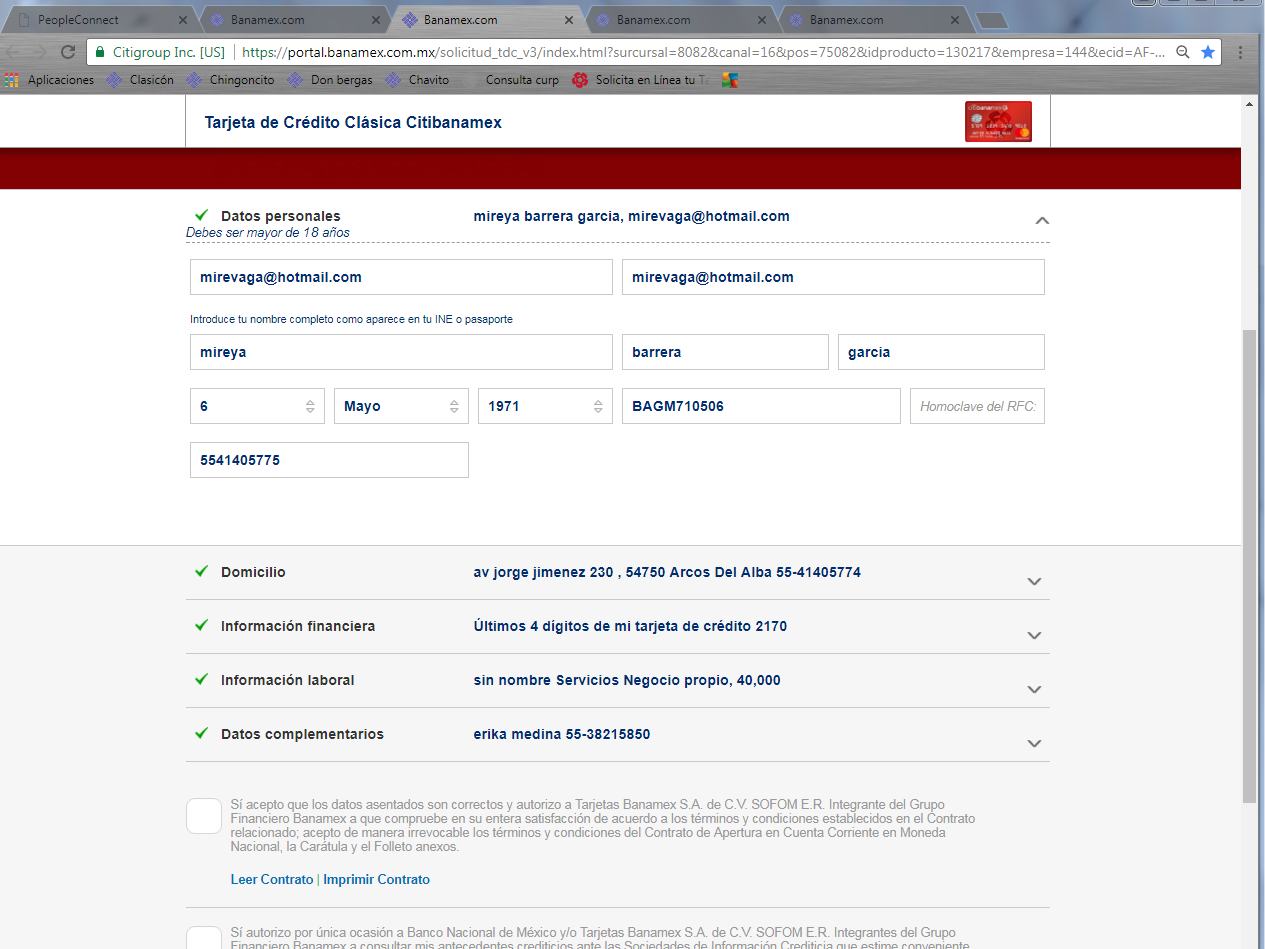 PeopleConnect
Banamex.com
Banamex.com
Banamex.com
Banamex.com
Citigroup Inc. [US] | https://portal.banamex.com.mx/solicitud_tdc_v3/index.html?surcursal=8082&canal=16&pos=75082&idproducto=130217&empresa=144&ecid=AF-...
Aplicaciones Clasicón Chingoncito Don bergas Chavito Consulta curp Solicita en Línea tu T
Tarjeta de Crédito Clásica Citibanamex
Datos personales mireya barrera garcia, mirevaga@hotmail.com
Debes ser mayor de 18 años
mirevaga@hotmail.com mirevaga@hotmail.com
Introduce tu nombre completo como aparece en tu INE o pasaporte
mireya barrera garcia
6 Mayo 1971 BAGM710506 Homoclave del RFC:
5541405775
Domicilio av jorge jimenez 230 , 54750 Arcos Del Alba 55-41405774
Información financiera Últimos 4 dígitos de mi tarjeta de crédito 2170
Información laboral sin nombre Servicios Negocio propio, 40,000
Datos complementarios erika medina 55-38215850
Sí acepto que los datos asentados son correctos y autorizo a Tarjetas Banamex S.A. de C.V. SOFOM E.R. Integrante del Grupo
Financiero Banamex a que compruebe en su entera satisfacción de acuerdo a los términos y condiciones establecidos en el Contrato
relacionado; acepto de manera irrevocable los términos y condiciones del Contrato de Apertura en Cuenta Corriente en Moneda
Nacional, la Carátula y el Folleto anexos.
Leer Contrato | Imprimir Contrato
Sí autorizo por única ocasión a Banco Nacional de México y/o Tarjetas Banamex S.A. de C.V. SOFOM E.R. Integrantes del Grupo
Financiero Banamex a consultar mis antecedentes crediticios ante las Sociedades de Información Crediticia que estime conveniente